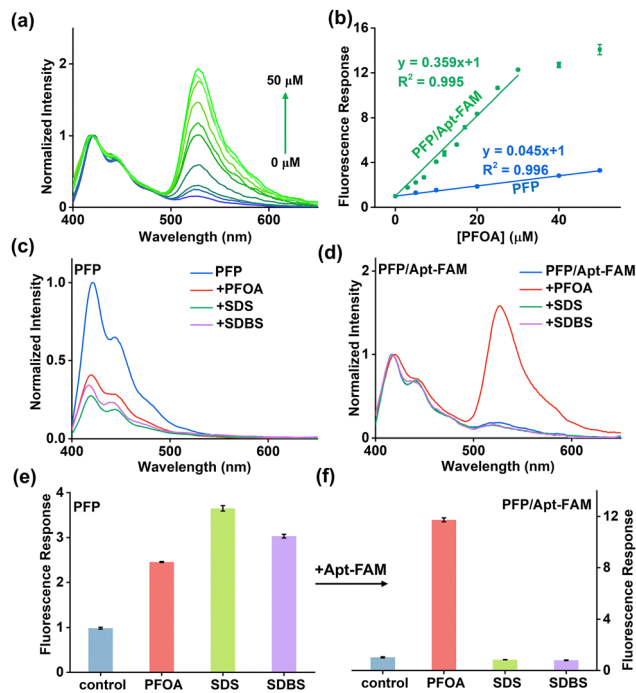 (a)
Normalized Intensity
2
1
0
50 μM
0 μM
400
500
600
Wavelength (nm)
(b)
Fluorescence Response
16
12
8
4
0
y = 0.359x+1
R² = 0.995
PFP/Apt-FAM
y = 0.045x+1
R² = 0.996
PFP
0
20
40
[PFOA] (μM)
(c)
PFP
Normalized Intensity
1.0
0.5
0.0
PFP
+PFOA
+SDS
+SDBS
400
500
600
Wavelength (nm)
(d)
PFP/Apt-FAM
Normalized Intensity
2
1
0
PFP/Apt-FAM
+PFOA
+SDS
+SDBS
400
500
600
Wavelength (nm)
(e)
PFP
Fluorescence Response
4
3
2
1
0
control
PFOA
SDS
SDBS
+Apt-FAM
(f)
PFP/Apt-FAM
12
8
4
0
Fluorescence Response
control
PFOA
SDS
SDBS